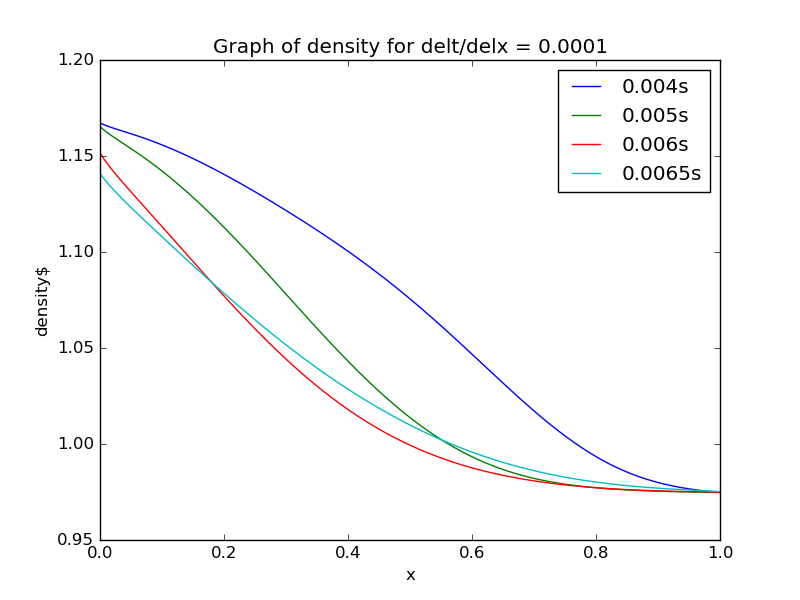 Graph of density for delt/delx = 0.0001
1.20
1.15
1.10
1.05
1.00
0.95
density$
0.004s
0.005s
0.006s
0.0065s
0.0 0.2 0.4 0.6 0.8 1.0
x